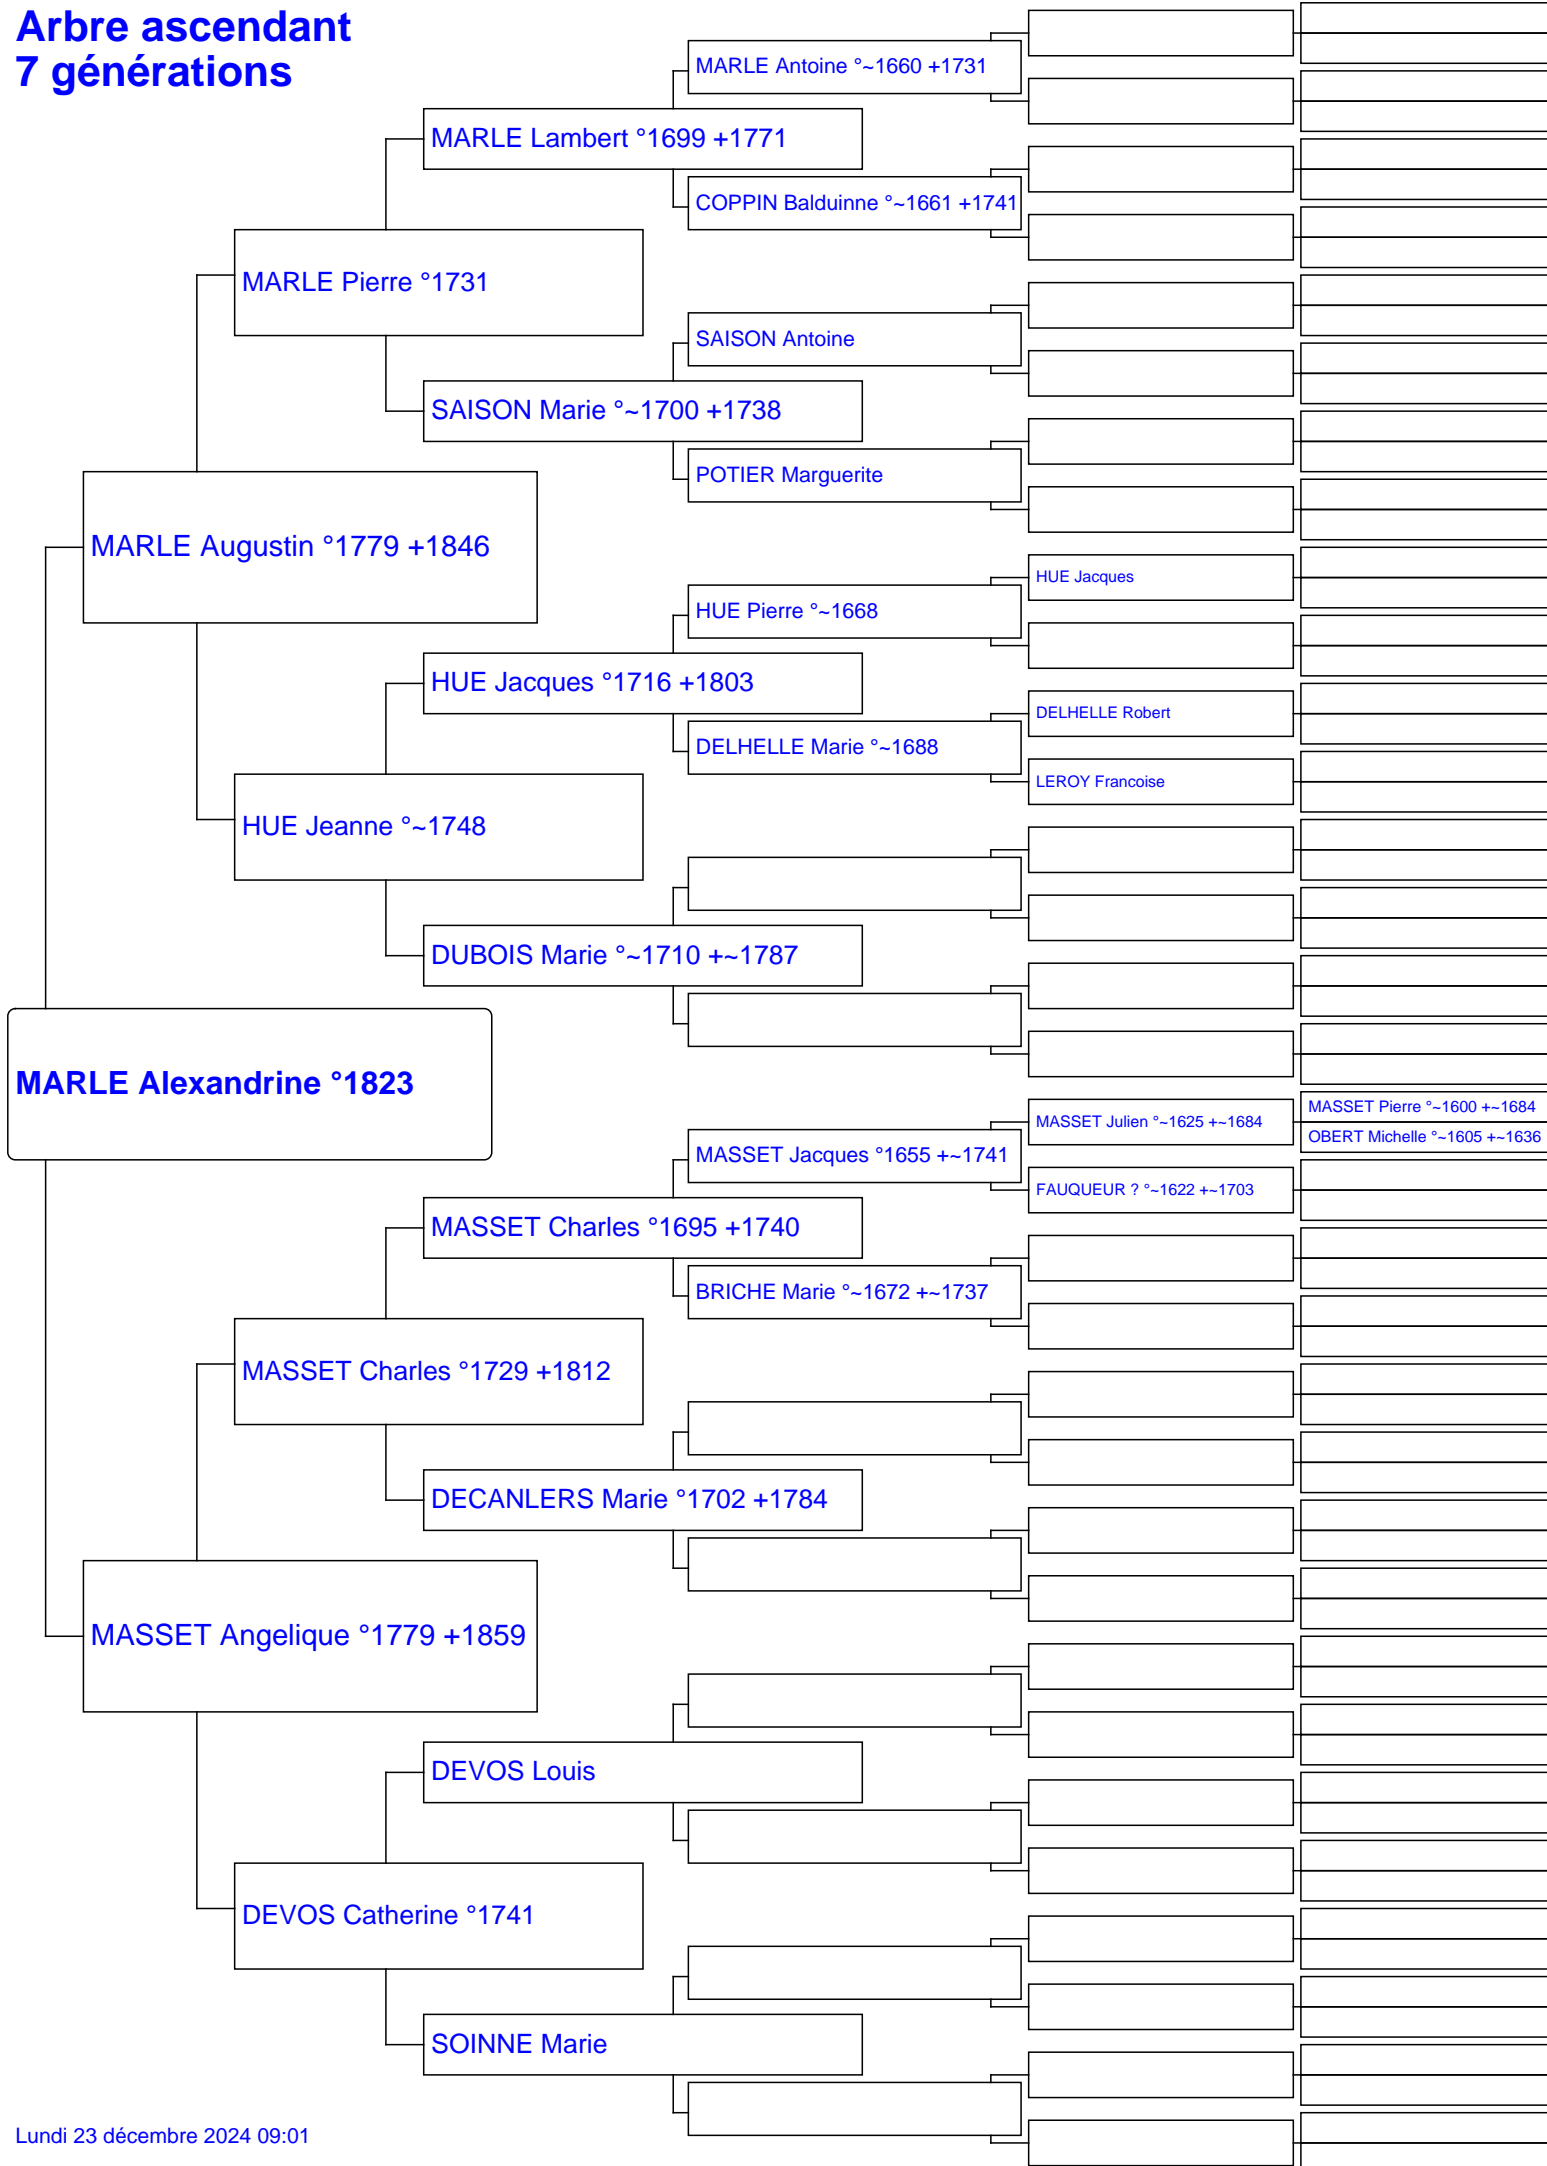 Arbre ascendant
7 générations
MARLE Antoine °~1660 +1731
MARLE Lambert °1699 +1771
COPPIN Balduinne °~1661 +1741
MARLE Pierre °1731
SAISON Antoine
SAISON Marie °~1700 +1738
POTIER Marguerite
MARLE Augustin °1779 +1846
HUE Jacques
HUE Pierre °~1668
HUE Jacques °1716 +1803
DELHELLE Robert
DELHELLE Marie °~1688
LEROY Francoise
HUE Jeanne °~1748
DUBOIS Marie °~1710 +~1787
MARLE Alexandrine °1823
MASSET Pierre °~1600 +~1684
MASSET Julien °~1625 +~1684
OBERT Michelle °~1605 +~1636
MASSET Jacques °1655 +~1741
FAUQUEUR ? °~1622 +~1703
MASSET Charles °1695 +1740
BRICHE Marie °~1672 +~1737
MASSET Charles °1729 +1812
DECANLERS Marie °1702 +1784
MASSET Angelique °1779 +1859
DEVOS Louis
DEVOS Catherine °1741
SOINNE Marie
Lundi 23 décembre 2024 09:01